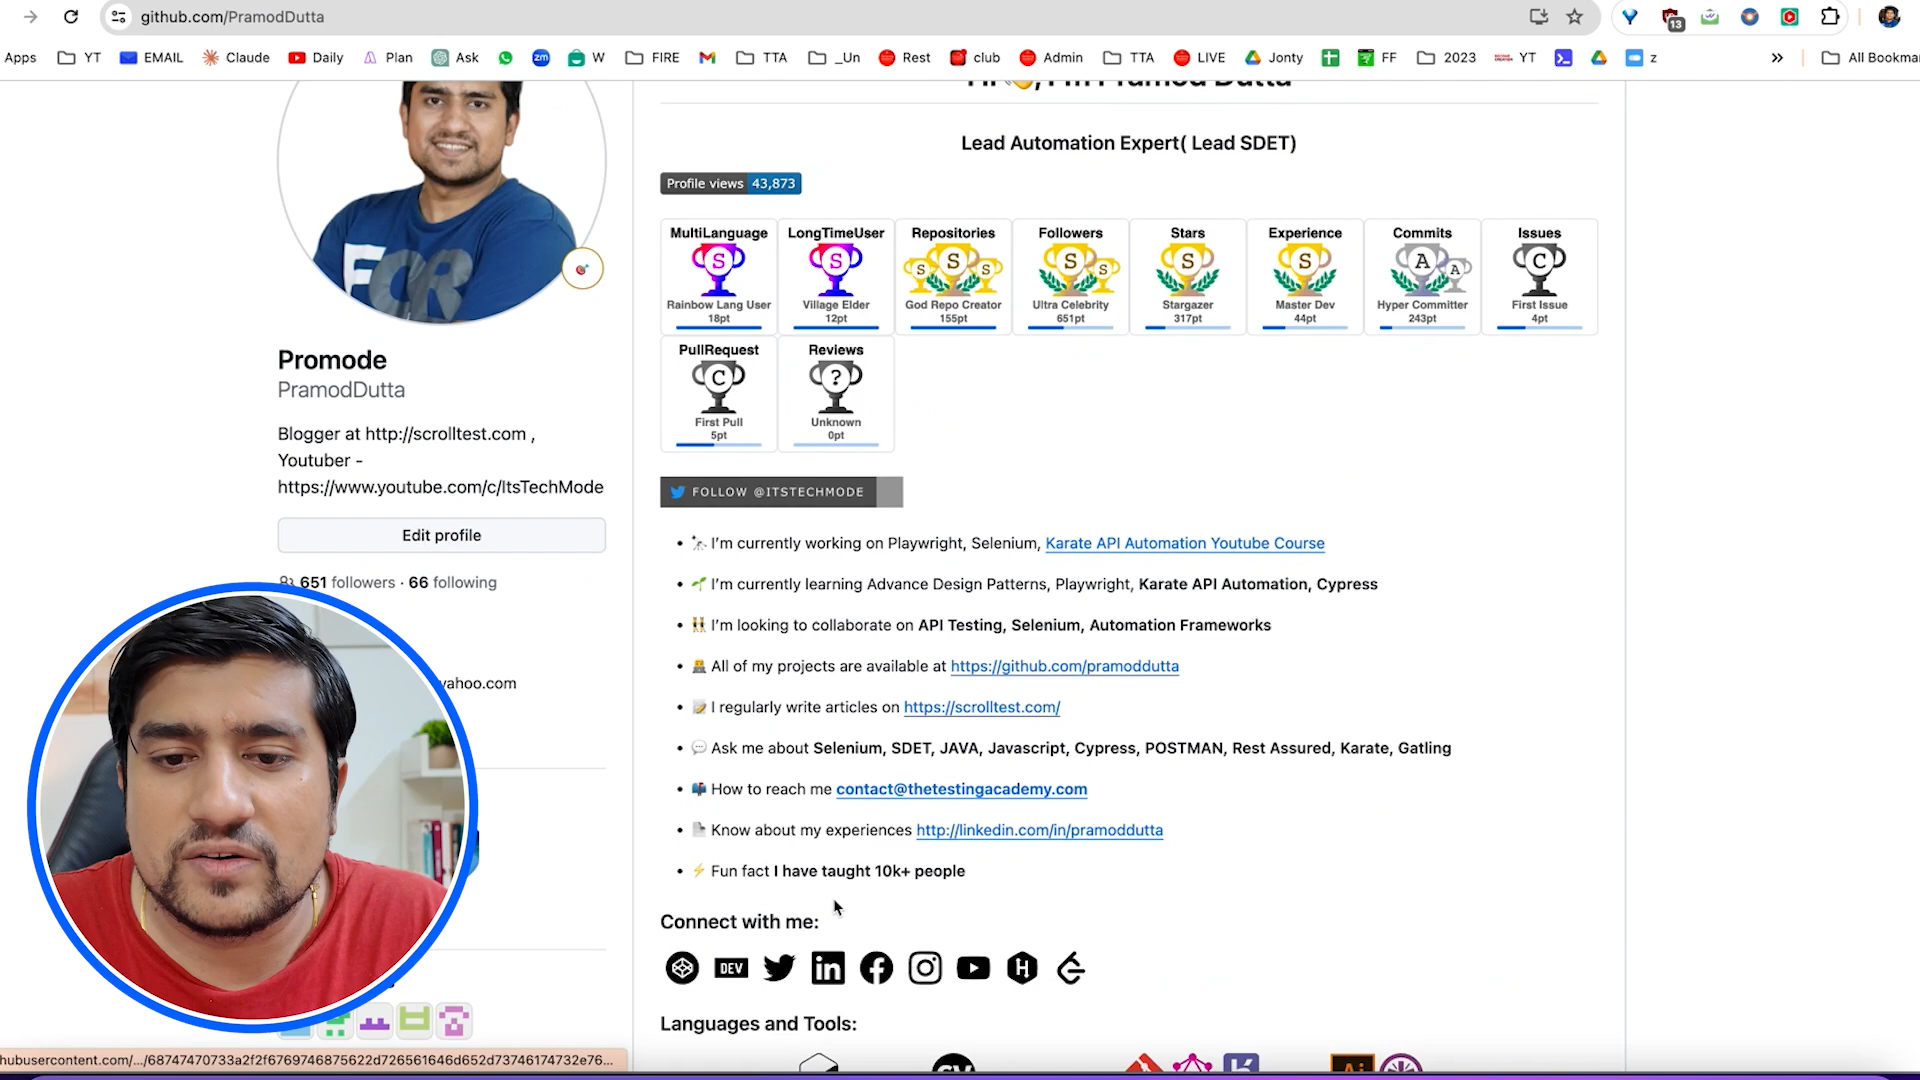 github.com/PramodDutta
13
Apps
YT
EMAIL
Claude
Daily
Plan
Ask
zm
W
FIRE
TTA
_Un
Rest
club
Admin
TTA
LIVE
Jonty
FF
2023
YT
z
»
All Bookmar
Lead Automation Expert( Lead SDET)
Profile views 43,873
MultiLanguage
S
Rainbow Lang User
18pt
LongTimeUser
S
Village Elder
12pt
Repositories
S S S
God Repo Creator
155pt
Followers
S S
Ultra Celebrity
651pt
Stars
S
Stargazer
317pt
Experience
S
Master Dev
44pt
Commits
A A
Hyper Committer
243pt
Issues
C
First Issue
4pt
PullRequest
C
First Pull
5pt
Reviews
?
Unknown
0pt
Promode
PramodDutta
Blogger at http://scrolltest.com ,
Youtuber -
https://www.youtube.com/c/ItsTechMode
Edit profile
651 followers · 66 following
yahoo.com
FOLLOW @ITSTECHMODE
I’m currently working on Playwright, Selenium, Karate API Automation Youtube Course
I’m currently learning Advance Design Patterns, Playwright, Karate API Automation, Cypress
I’m looking to collaborate on API Testing, Selenium, Automation Frameworks
All of my projects are available at https://github.com/pramoddutta
I regularly write articles on https://scrolltest.com/
Ask me about Selenium, SDET, JAVA, Javascript, Cypress, POSTMAN, Rest Assured, Karate, Gatling
How to reach me contact@thetestingacademy.com
Know about my experiences http://linkedin.com/in/pramoddutta
Fun fact I have taught 10k+ people
Connect with me:
DEV
in
Languages and Tools:
Ai
hubusercontent.com/.../68747470733a2f2f6769746875622d726561646d652d73746174732e76...